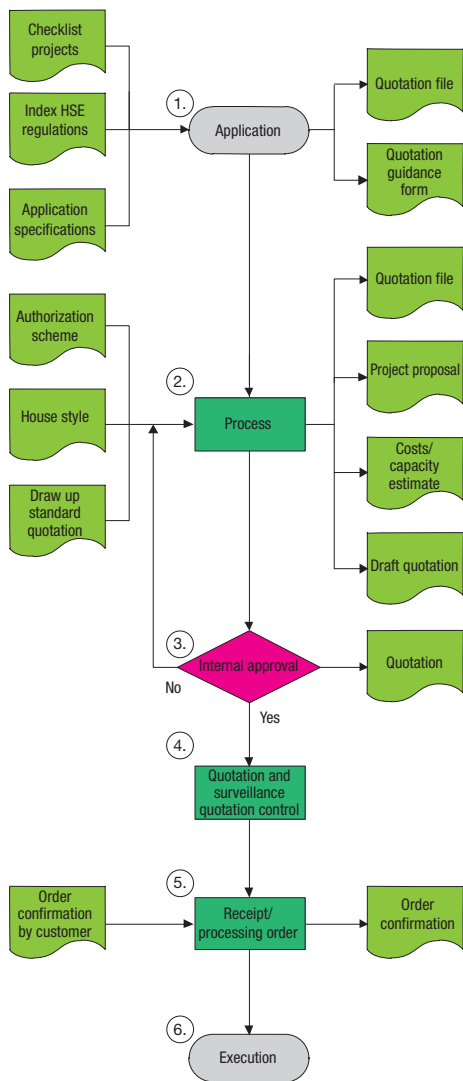 Checklist
projects
Index HSE
regulations
Application
specifications
1.
Application
Quotation file
Quotation
guidance
form
Authorization
scheme
House style
Draw up
standard
quotation
2.
Process
Quotation file
Project proposal
Costs/
capacity
estimate
Draft quotation
3.
Internal approval
No
Yes
Quotation
4.
Quotation and
surveillance
quotation control
Order
confirmation
by customer
5.
Receipt/
processing order
Order
confirmation
6.
Execution